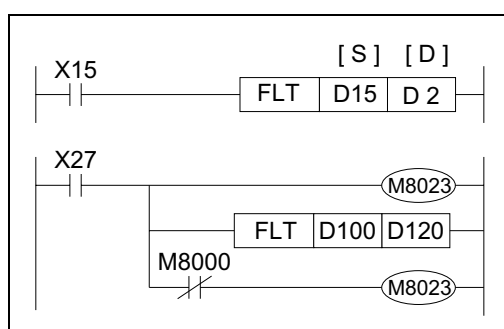 [ S ] [ D ]
X15
FLT D15 D 2
X27
M8023
FLT D100 D120
M8000
M8023